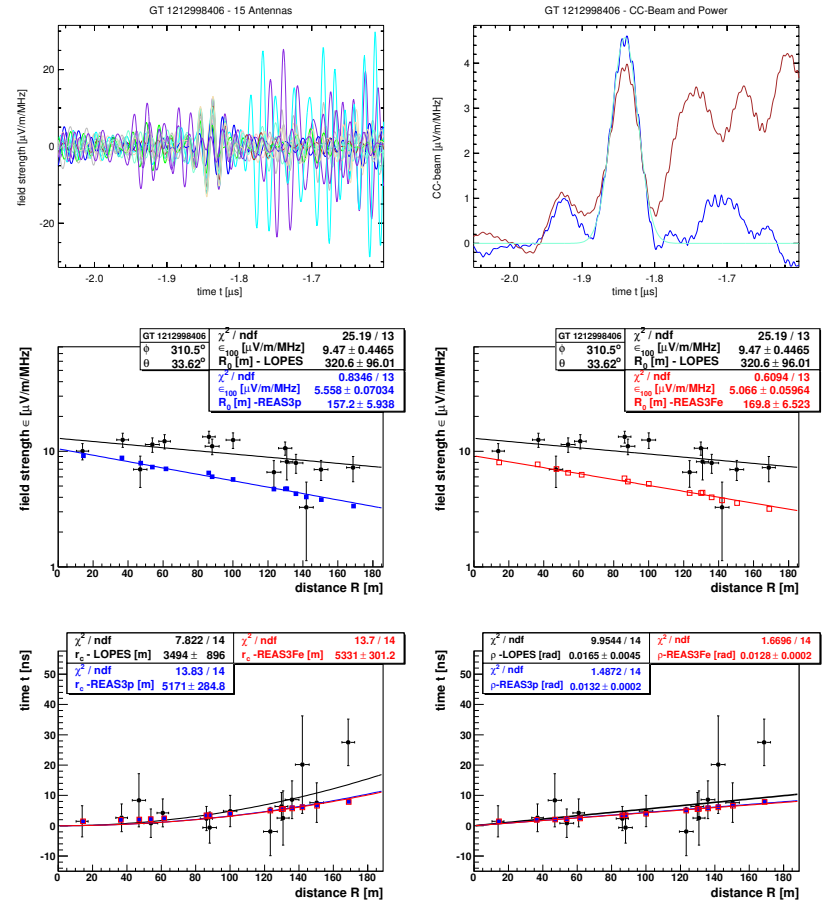 GT 1212998406 - 15 Antennas
field strength [μV/m/MHz]
20
0
-20
-2.0 -1.9 -1.8 -1.7
time t [μs]
GT 1212998406 - CC-Beam and Power
CC-beam [μV/m/MHz]
4
3
2
1
0
-2.0 -1.9 -1.8 -1.7
time t [μs]
GT 1212998406
ϕ 310.5°
θ 33.62°
χ² / ndf 25.19 / 13
ϵ₁₀₀ [μV/m/MHz] 9.47 ± 0.4465
R₀ [m] - LOPES 320.6 ± 96.01
χ² / ndf 0.8346 / 13
ϵ₁₀₀ [μV/m/MHz] 5.558 ± 0.07034
R₀ [m] -REAS3p 157.2 ± 5.938
field strength ϵ [μV/m/MHz]
10
1
0 20 40 60 80 100 120 140 160 180
distance R [m]
GT 1212998406
ϕ 310.5°
θ 33.62°
χ² / ndf 25.19 / 13
ϵ₁₀₀ [μV/m/MHz] 9.47 ± 0.4465
R₀ [m] - LOPES 320.6 ± 96.01
χ² / ndf 0.6094 / 13
ϵ₁₀₀ [μV/m/MHz] 5.066 ± 0.05964
R₀ [m] -REAS3Fe 169.8 ± 6.523
field strength ϵ [μV/m/MHz]
10
1
0 20 40 60 80 100 120 140 160 180
distance R [m]
χ² / ndf 7.822 / 14
r_c - LOPES [m] 3494 ± 896
χ² / ndf 13.7 / 14
r_c -REAS3Fe [m] 5331 ± 301.2
χ² / ndf 13.83 / 14
r_c -REAS3p [m] 5171 ± 284.8
time t [ns]
50
40
30
20
10
0
-10
0 20 40 60 80 100 120 140 160 180
distance R [m]
χ² / ndf 9.9544 / 14
ρ -LOPES [rad] 0.0165 ± 0.0045
χ² / ndf 1.6696 / 14
ρ-REAS3Fe [rad] 0.0128 ± 0.0002
χ² / ndf 1.4872 / 14
ρ-REAS3p [rad] 0.0132 ± 0.0002
time t [ns]
50
40
30
20
10
0
-10
0 20 40 60 80 100 120 140 160 180
distance R [m]